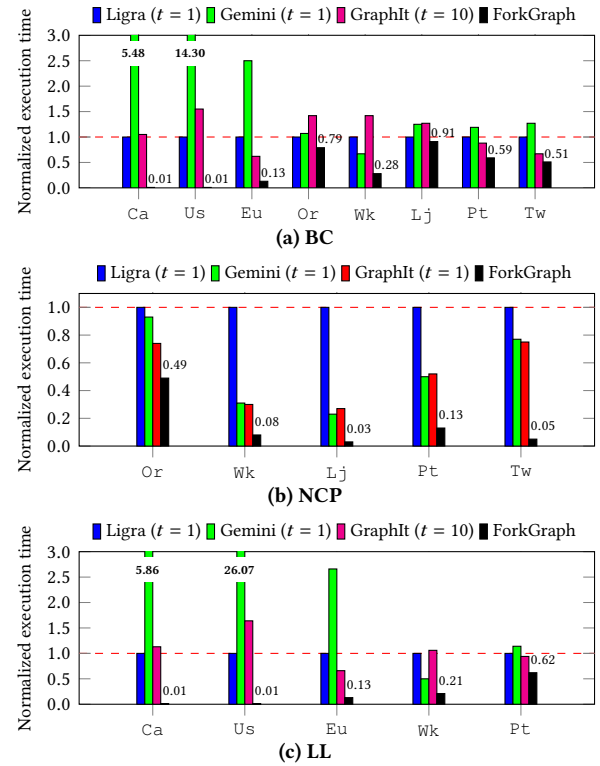 Ligra (t = 1) Gemini (t = 1) GraphIt (t = 10) ForkGraph
Normalized execution time
3.0
2.5
2.0
1.5
1.0
0.5
0.0
5.48 14.30
0.01 0.01 0.13 0.79 0.28 0.91 0.59 0.51
Ca Us Eu Or Wk Lj Pt Tw
(a) BC
Ligra (t = 1) Gemini (t = 1) GraphIt (t = 1) ForkGraph
Normalized execution time
1.0
0.8
0.6
0.4
0.2
0.0
0.49 0.08 0.03 0.13 0.05
Or Wk Lj Pt Tw
(b) NCP
Ligra (t = 1) Gemini (t = 1) GraphIt (t = 10) ForkGraph
Normalized execution time
3.0
2.5
2.0
1.5
1.0
0.5
0.0
5.86 26.07
0.01 0.01 0.13 0.21 0.62
Ca Us Eu Wk Pt
(c) LL